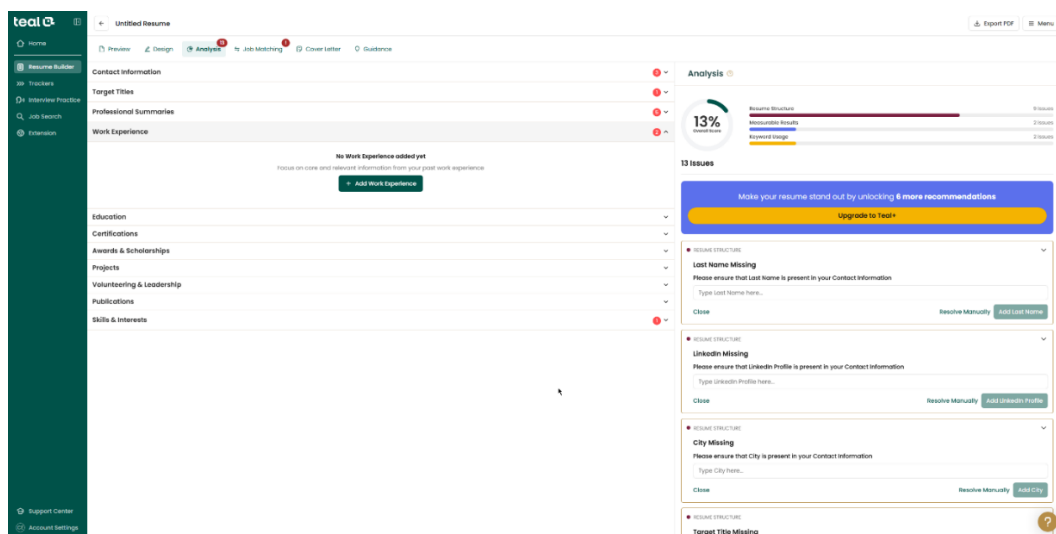 teal
Untitled Resume
Export PDF
Menu
Home
Resume Builder
Trackers
Interview Practice
Job Search
Extension
Support Center
Account Settings
Preview
Design
Analysis
13
Job Matching
1
Cover Letter
Guidance
Contact Information
Target Titles
1
Professional Summaries
Work Experience
2
No Work Experience added yet
Focus on core and relevant information from your past work experience
+ Add Work Experience
Education
Certifications
Awards & Scholarships
Projects
Volunteering & Leadership
Publications
Skills & Interests
1
Analysis
13%
Overall Score
Resume Structure
9 Issues
Measurable Results
2 Issues
Keyword Usage
2 Issues
13 Issues
Make your resume stand out by unlocking 6 more recommendations
Upgrade to Teal+
RESUME STRUCTURE
Last Name Missing
Please ensure that Last Name is present in your Contact Information
Type Last Name here...
Close
Resolve Manually
Add Last Name
RESUME STRUCTURE
LinkedIn Missing
Please ensure that LinkedIn Profile is present in your Contact Information
Type LinkedIn Profile here...
Close
Resolve Manually
Add LinkedIn Profile
RESUME STRUCTURE
City Missing
Please ensure that City is present in your Contact Information
Type City here...
Close
Resolve Manually
Add City
RESUME STRUCTURE
Target Title Missing
?